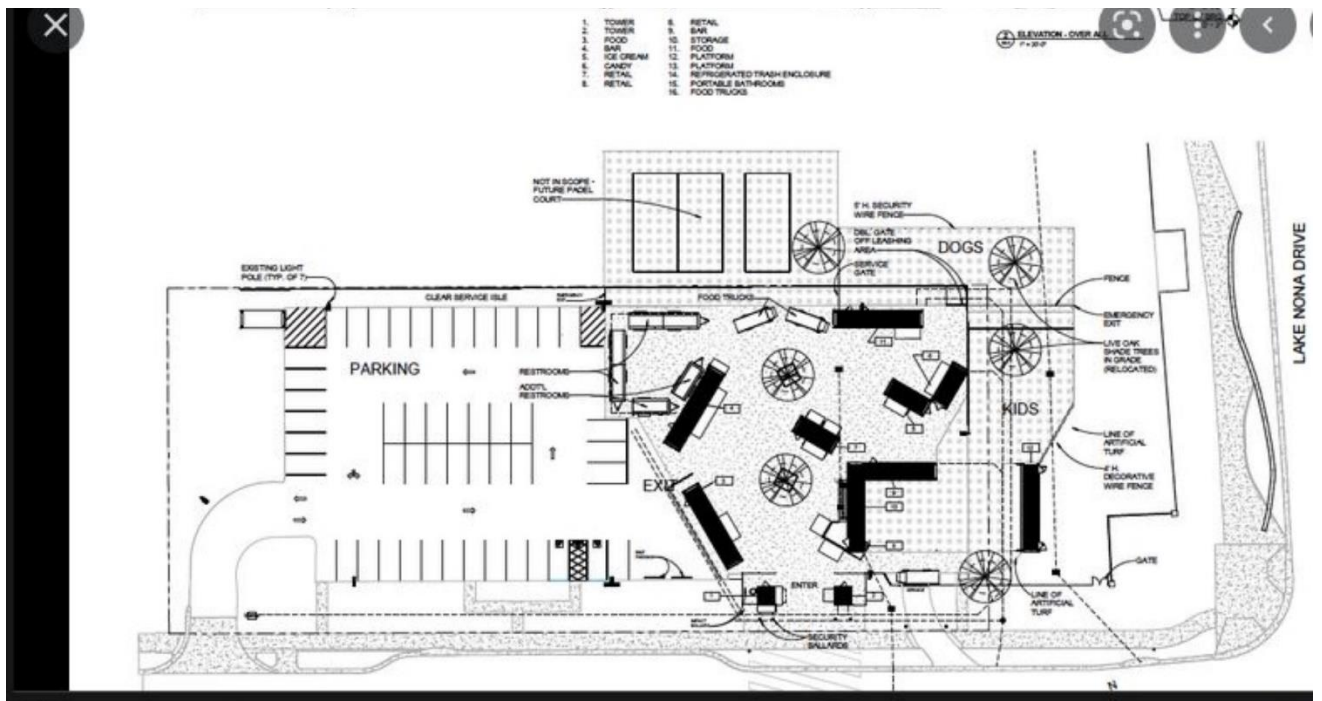 1. TOWER
2. TOWER
3. FOOD
4. BAR
5. ICE CREAM
6. CANDY
7. RETAIL
8. RETAIL
8. RETAIL
9. BAR
10. STORAGE
11. FOOD
12. PLATFORM
13. PLATFORM
14. REFRIGERATED TRASH ENCLOSURE
15. PORTABLE BATHROOMS
16. FOOD TRUCKS
ELEVATION - OVER ALL
NOT IN SCOPE -
FUTURE PADEL
COURT
5' H. SECURITY
WIRE FENCE
DBL. GATE
OFF LEASHING
AREA
SERVICE
GATE
DOGS
EXISTING LIGHT
POLE (TYP. OF 7)
CLEAR SERVICE ISLE
FOOD TRUCKS
FENCE
EMERGENCY
EXIT
LIVE OAK
SHADE TREES
IN GRADE
(RELOCATED)
LAKE NONA DRIVE
PARKING
RESTROOMS
ADDT'L
RESTROOMS
KIDS
LINE OF
ARTIFICIAL
TURF
4' H.
DECORATIVE
WIRE FENCE
EXIT
ENTER
GATE
LINE OF
ARTIFICIAL
TURF
SECURITY
BALLARDS
N